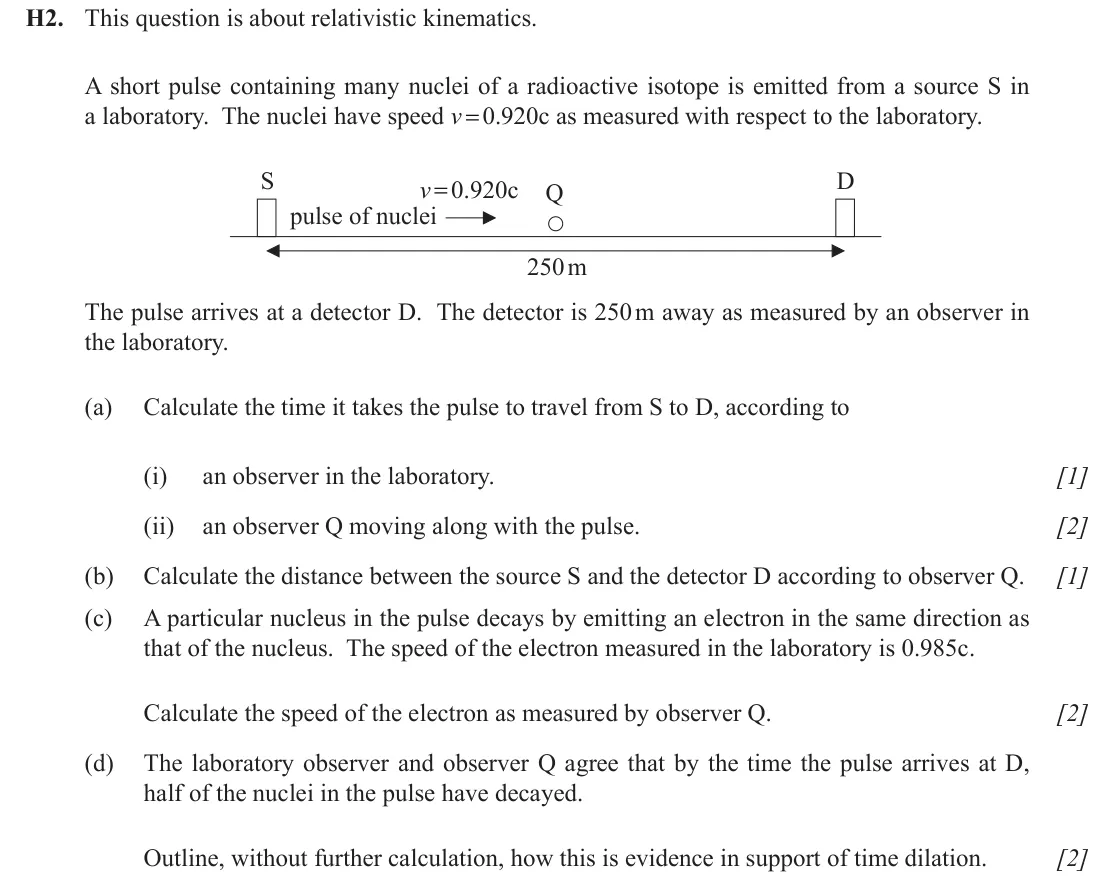 H2. This question is about relativistic kinematics.
A short pulse containing many nuclei of a radioactive isotope is emitted from a source S in
a laboratory. The nuclei have speed v=0.920c as measured with respect to the laboratory.
S
v=0.920c Q
D
pulse of nuclei
250m
The pulse arrives at a detector D. The detector is 250m away as measured by an observer in
the laboratory.
(a) Calculate the time it takes the pulse to travel from S to D, according to
(i) an observer in the laboratory. [1]
(ii) an observer Q moving along with the pulse. [2]
(b) Calculate the distance between the source S and the detector D according to observer Q. [1]
(c) A particular nucleus in the pulse decays by emitting an electron in the same direction as
that of the nucleus. The speed of the electron measured in the laboratory is 0.985c.
Calculate the speed of the electron as measured by observer Q. [2]
(d) The laboratory observer and observer Q agree that by the time the pulse arrives at D,
half of the nuclei in the pulse have decayed.
Outline, without further calculation, how this is evidence in support of time dilation. [2]